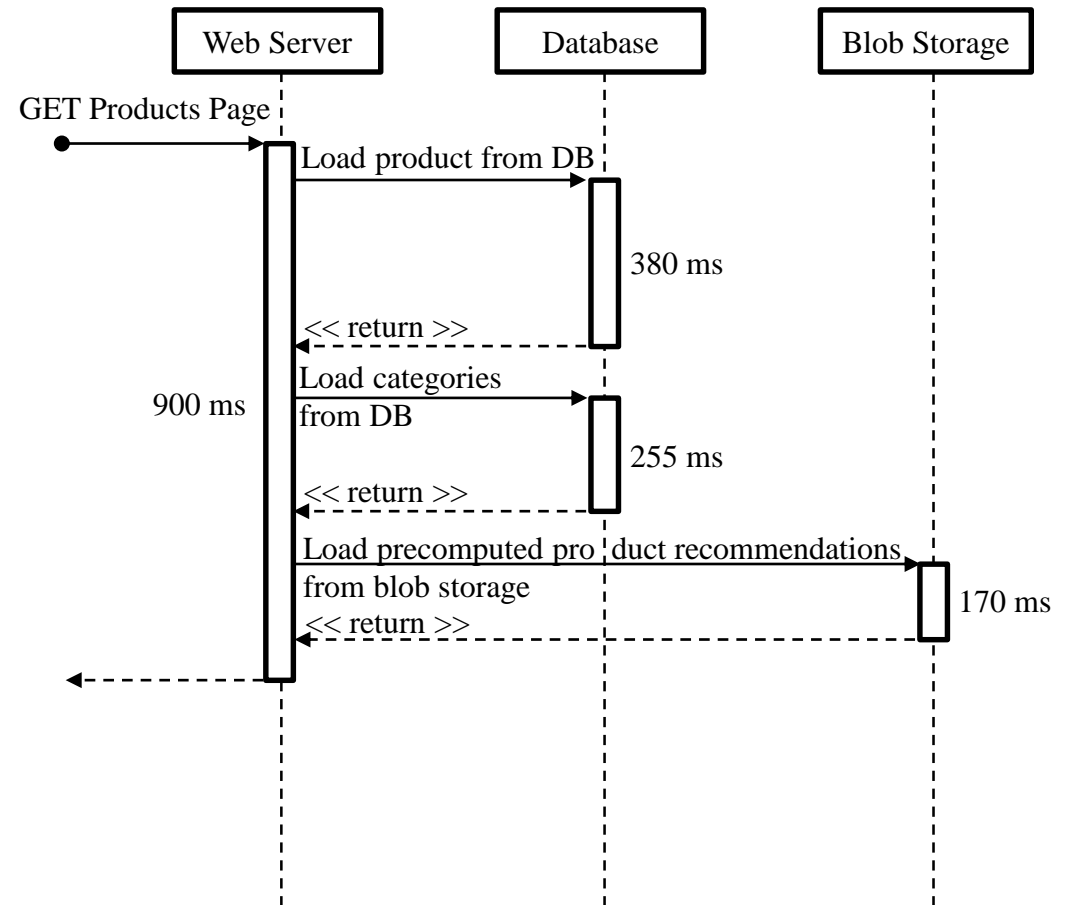 Web Server
Database
Blob Storage
GET Products Page
Load product from DB
380 ms
<< return >>
Load categories
from DB
900 ms
255 ms
<< return >>
Load precomputed pro duct recommendations
from blob storage
170 ms
<< return >>